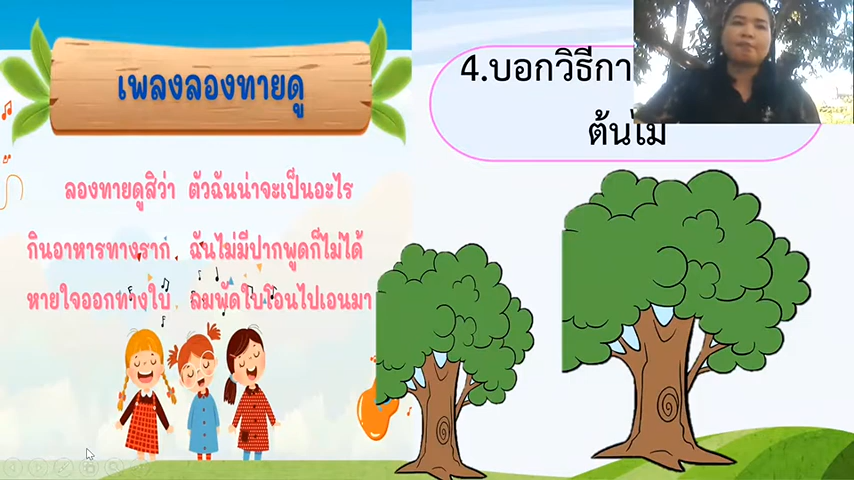 เพลงลองทายดู
ลองทายดูสิว่า ตัวฉันน่าจะเป็นอะไร
กินอาหารทางราก ฉันไม่มีปากพูดก็ไม่ได้
หายใจออกทางใบ ลมพัดใบโอนไปเอนมา
4.บอกวิธีกา
ต้นไม้